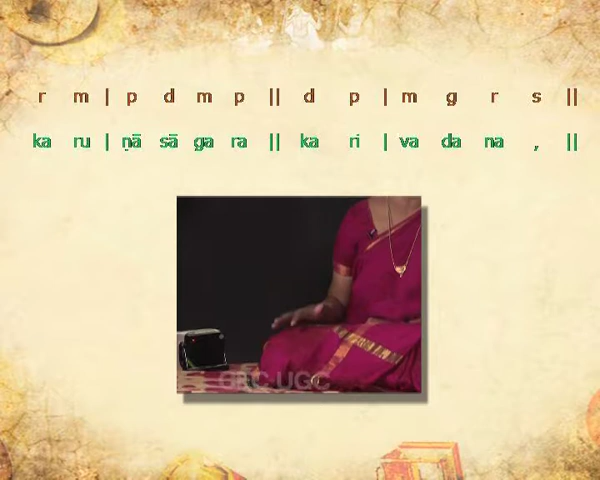 r m | p d m p || d p | m g r s ||
ka ru | ṇā sā ga ra || ka ri | va da na , ||
CEC UGC